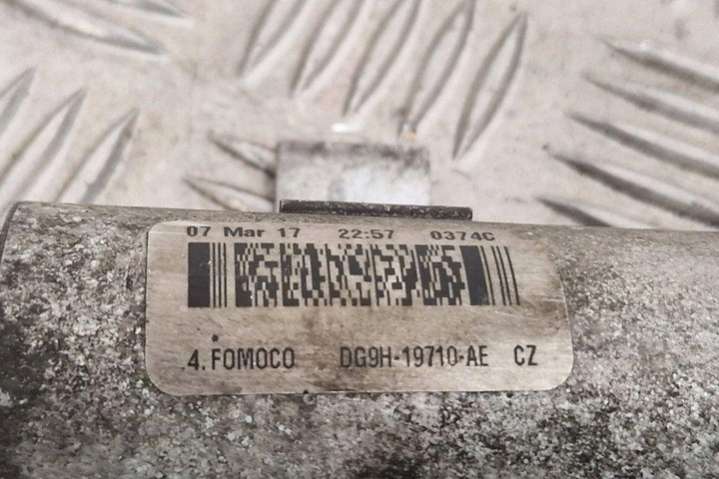 07 Mar 17 22:57 0374C
.4. FOMOCO DG9H-19710-AE CZ